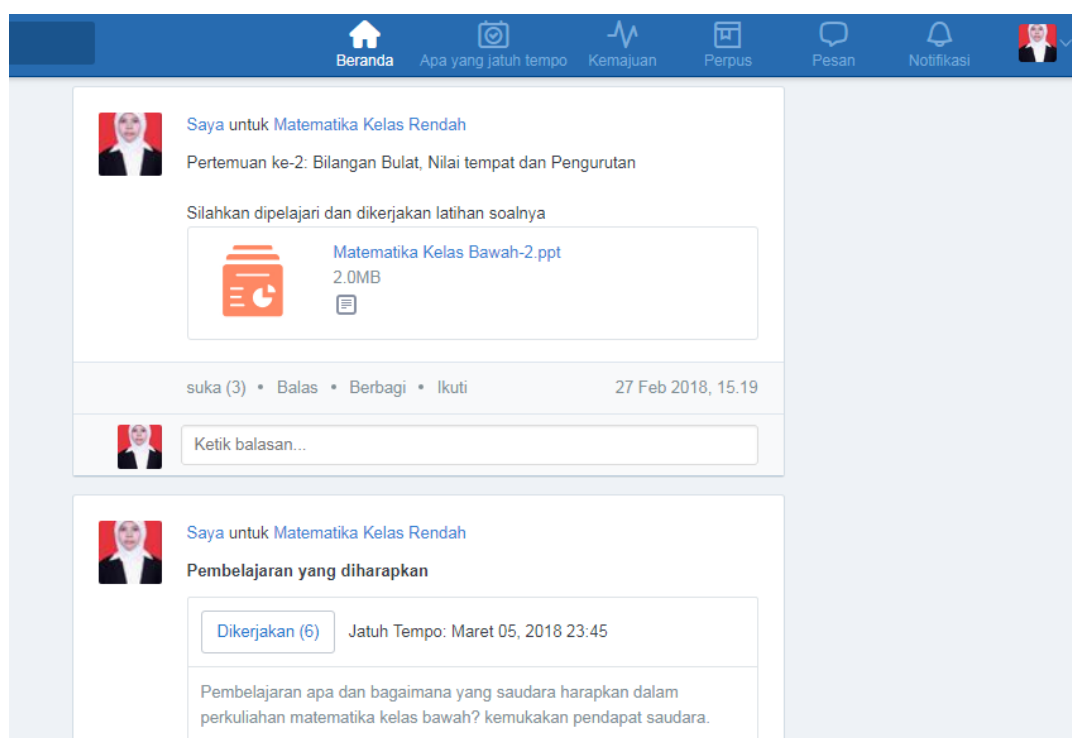 Beranda
Apa yang jatuh tempo
Kemajuan
Perpus
Pesan
Notifikasi
Saya untuk Matematika Kelas Rendah
Pertemuan ke-2: Bilangan Bulat, Nilai tempat dan Pengurutan
Silahkan dipelajari dan dikerjakan latihan soalnya
Matematika Kelas Bawah-2.ppt
2.0MB
suka (3) • Balas • Berbagi • Ikuti 27 Feb 2018, 15.19
Ketik balasan...
Saya untuk Matematika Kelas Rendah
Pembelajaran yang diharapkan
Dikerjakan (6) Jatuh Tempo: Maret 05, 2018 23:45
Pembelajaran apa dan bagaimana yang saudara harapkan dalam
perkuliahan matematika kelas bawah? kemukakan pendapat saudara.